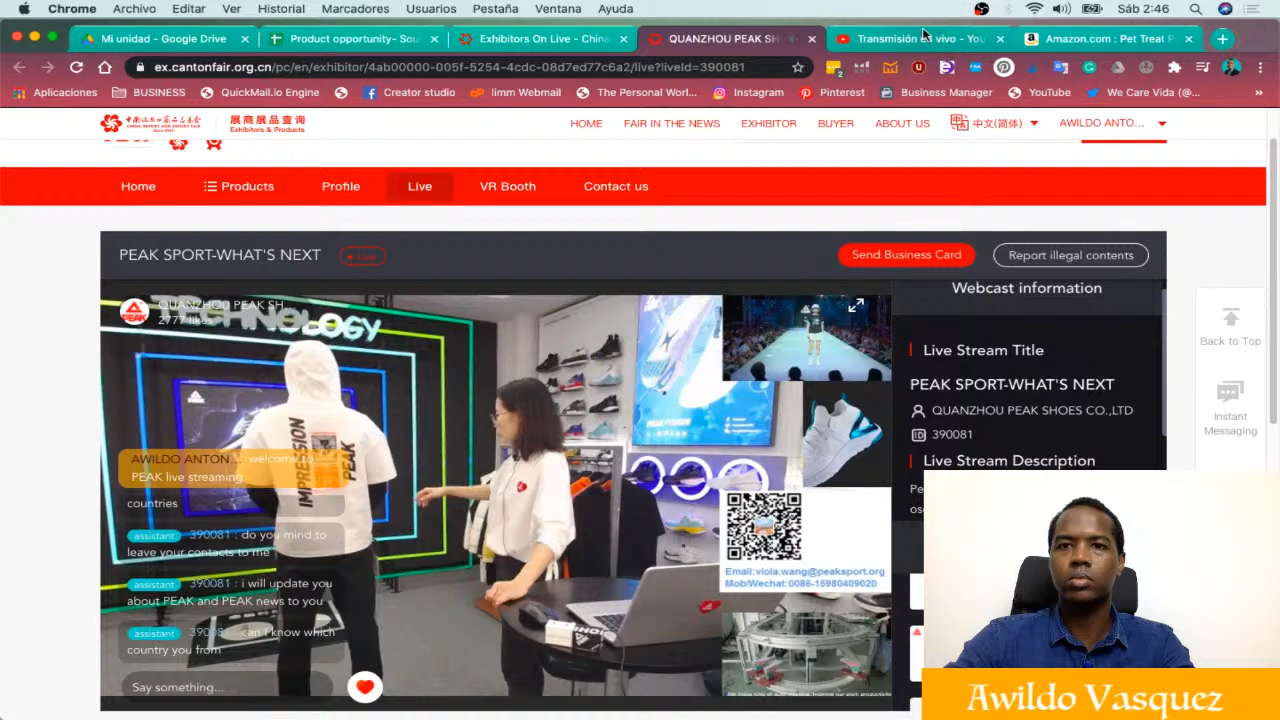 Chrome Archivo Editar Ver Historial Marcadores Usuarios Pestaña Ventana Ayuda Sáb 2:46
Mi unidad - Google Drive Product opportunity- Sou Exhibitors On Live - China QUANZHOU PEAK SH Transmisión en vivo - You Amazon.com : Pet Treat P
ex.cantonfair.org.cn/pc/en/exhibitor/4ab00000-005f-5254-4cdc-08d7ed77c6a2/live?liveId=390081
Aplicaciones BUSINESS QuickMail.io Engine Creator studio limm Webmail The Personal Worl... Instagram Pinterest Business Manager YouTube We Care Vida (@...
展商展品查询
Exhibitors & Products
HOME FAIR IN THE NEWS EXHIBITOR BUYER ABOUT US 中文(简体) AWILDO ANTO...
Home Products Profile Live VR Booth Contact us
PEAK SPORT-WHAT'S NEXT Live Send Business Card Report illegal contents
QUANZHOU PEAK SH...
2777 likes
TECHNOLOGY
PEAK
IMPRESSION
PEAK
AWILDO ANTON... welcome to
PEAK live streaming
countries
assistant 390081 : do you mind to
leave your contacts to me
assistant 390081 : i will update you
about PEAK and PEAK news to you
assistant 390081 : can I know which
country you from
Say something...
Email:viola.wang@peaksport.org
Mob/Wechat:0086-15980409020
Webcast information
Live Stream Title
PEAK SPORT-WHAT'S NEXT
QUANZHOU PEAK SHOES CO.,LTD
ID 390081
Live Stream Description
Back to Top
Instant
Messaging
Awildo Vasquez